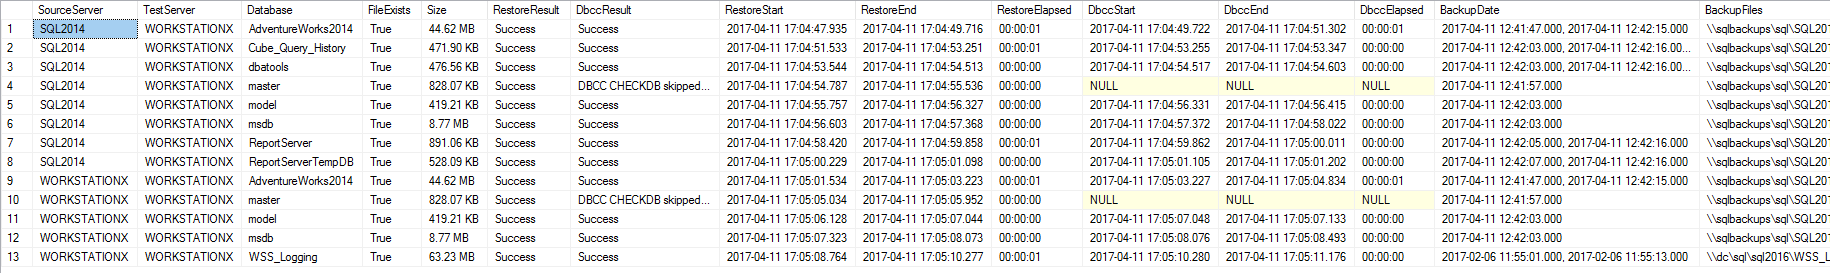 SourceServer TestServer Database FileExists Size RestoreResult DbccResult RestoreStart RestoreEnd RestoreElapsed DbccStart DbccEnd DbccElapsed BackupDate BackupFiles
1 SQL2014 WORKSTATIONX AdventureWorks2014 True 44.62 MB Success Success 2017-04-11 17:04:47.935 2017-04-11 17:04:49.716 00:00:01 2017-04-11 17:04:49.722 2017-04-11 17:04:51.302 00:00:01 2017-04-11 12:41:47.000, 2017-04-11 12:42:15.000 \\sqlbackups\sql\SQL201
2 SQL2014 WORKSTATIONX Cube_Query_History True 471.90 KB Success Success 2017-04-11 17:04:51.533 2017-04-11 17:04:53.251 00:00:01 2017-04-11 17:04:53.255 2017-04-11 17:04:53.347 00:00:00 2017-04-11 12:42:03.000, 2017-04-11 12:42:16.00... \\sqlbackups\sql\SQL201
3 SQL2014 WORKSTATIONX dbatools True 476.56 KB Success Success 2017-04-11 17:04:53.544 2017-04-11 17:04:54.513 00:00:01 2017-04-11 17:04:54.517 2017-04-11 17:04:54.603 00:00:00 2017-04-11 12:42:03.000, 2017-04-11 12:42:16.00... \\sqlbackups\sql\SQL201
4 SQL2014 WORKSTATIONX master True 828.07 KB Success DBCC CHECKDB skipped... 2017-04-11 17:04:54.787 2017-04-11 17:04:55.536 00:00:00 NULL NULL NULL 2017-04-11 12:41:57.000 \\sqlbackups\sql\SQL201
5 SQL2014 WORKSTATIONX model True 419.21 KB Success Success 2017-04-11 17:04:55.757 2017-04-11 17:04:56.327 00:00:00 2017-04-11 17:04:56.331 2017-04-11 17:04:56.415 00:00:00 2017-04-11 12:42:03.000 \\sqlbackups\sql\SQL201
6 SQL2014 WORKSTATIONX msdb True 8.77 MB Success Success 2017-04-11 17:04:56.603 2017-04-11 17:04:57.368 00:00:00 2017-04-11 17:04:57.372 2017-04-11 17:04:58.022 00:00:00 2017-04-11 12:42:03.000 \\sqlbackups\sql\SQL201
7 SQL2014 WORKSTATIONX ReportServer True 891.06 KB Success Success 2017-04-11 17:04:58.420 2017-04-11 17:04:59.858 00:00:01 2017-04-11 17:04:59.862 2017-04-11 17:05:00.011 00:00:00 2017-04-11 12:42:05.000, 2017-04-11 12:42:16.000 \\sqlbackups\sql\SQL201
8 SQL2014 WORKSTATIONX ReportServerTempDB True 528.09 KB Success Success 2017-04-11 17:05:00.229 2017-04-11 17:05:01.098 00:00:00 2017-04-11 17:05:01.105 2017-04-11 17:05:01.202 00:00:00 2017-04-11 12:42:07.000, 2017-04-11 12:42:16.000 \\sqlbackups\sql\SQL201
9 WORKSTATIONX WORKSTATIONX AdventureWorks2014 True 44.62 MB Success Success 2017-04-11 17:05:01.534 2017-04-11 17:05:03.223 00:00:01 2017-04-11 17:05:03.227 2017-04-11 17:05:04.834 00:00:01 2017-04-11 12:41:47.000, 2017-04-11 12:42:15.000 \\sqlbackups\sql\SQL201
10 WORKSTATIONX WORKSTATIONX master True 828.07 KB Success DBCC CHECKDB skipped... 2017-04-11 17:05:05.034 2017-04-11 17:05:05.952 00:00:00 NULL NULL NULL 2017-04-11 12:41:57.000 \\sqlbackups\sql\SQL201
11 WORKSTATIONX WORKSTATIONX model True 419.21 KB Success Success 2017-04-11 17:05:06.128 2017-04-11 17:05:07.044 00:00:00 2017-04-11 17:05:07.048 2017-04-11 17:05:07.133 00:00:00 2017-04-11 12:42:03.000 \\sqlbackups\sql\SQL201
12 WORKSTATIONX WORKSTATIONX msdb True 8.77 MB Success Success 2017-04-11 17:05:07.323 2017-04-11 17:05:08.073 00:00:00 2017-04-11 17:05:08.076 2017-04-11 17:05:08.493 00:00:00 2017-04-11 12:42:03.000 \\sqlbackups\sql\SQL201
13 WORKSTATIONX WORKSTATIONX WSS_Logging True 63.23 MB Success Success 2017-04-11 17:05:08.764 2017-04-11 17:05:10.277 00:00:01 2017-04-11 17:05:10.280 2017-04-11 17:05:11.176 00:00:00 2017-02-06 11:55:01.000, 2017-02-06 11:55:13.000 \\dc\sql\sql2016\WSS_L